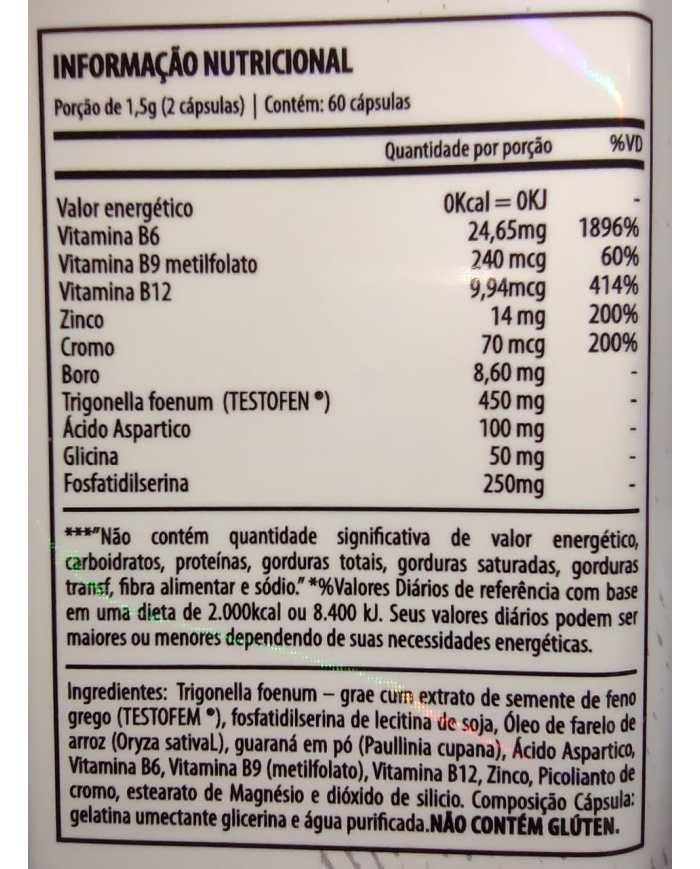 INFORMAÇÃO NUTRICIONAL
Porção de 1,5g (2 cápsulas) | Contém: 60 cápsulas
Quantidade por porção %VD
Valor energético 0Kcal = 0KJ -
Vitamina B6 24,65mg 1896%
Vitamina B9 metilfolato 240 mcg 60%
Vitamina B12 9,94mcg 414%
Zinco 14 mg 200%
Cromo 70 mcg 200%
Boro 8,60 mg -
Trigonella foenum (TESTOFEN ®) 450 mg -
Ácido Aspartico 100 mg -
Glicina 50 mg -
Fosfatidilserina 250mg -
***"Não contém quantidade significativa de valor energético,
carboidratos, proteínas, gorduras totais, gorduras saturadas, gorduras
transf, fibra alimentar e sódio." *%Valores Diários de referência com base
em uma dieta de 2.000kcal ou 8.400 kJ. Seus valores diários podem ser
maiores ou menores dependendo de suas necessidades energéticas.
Ingredientes: Trigonella foenum – grae cum extrato de semente de feno
grego (TESTOFEM ®), fosfatidilserina de lecitina de soja, Óleo de farelo de
arroz (Oryza sativaL), guaraná em pó (Paullinia cupana), Ácido Aspartico,
Vitamina B6, Vitamina B9 (metilfolato), Vitamina B12, Zinco, Picolianto de
cromo, estearato de Magnésio e dióxido de silicio. Composição Cápsula:
gelatina umectante glicerina e água purificada.NÃO CONTÉM GLÚTEN.